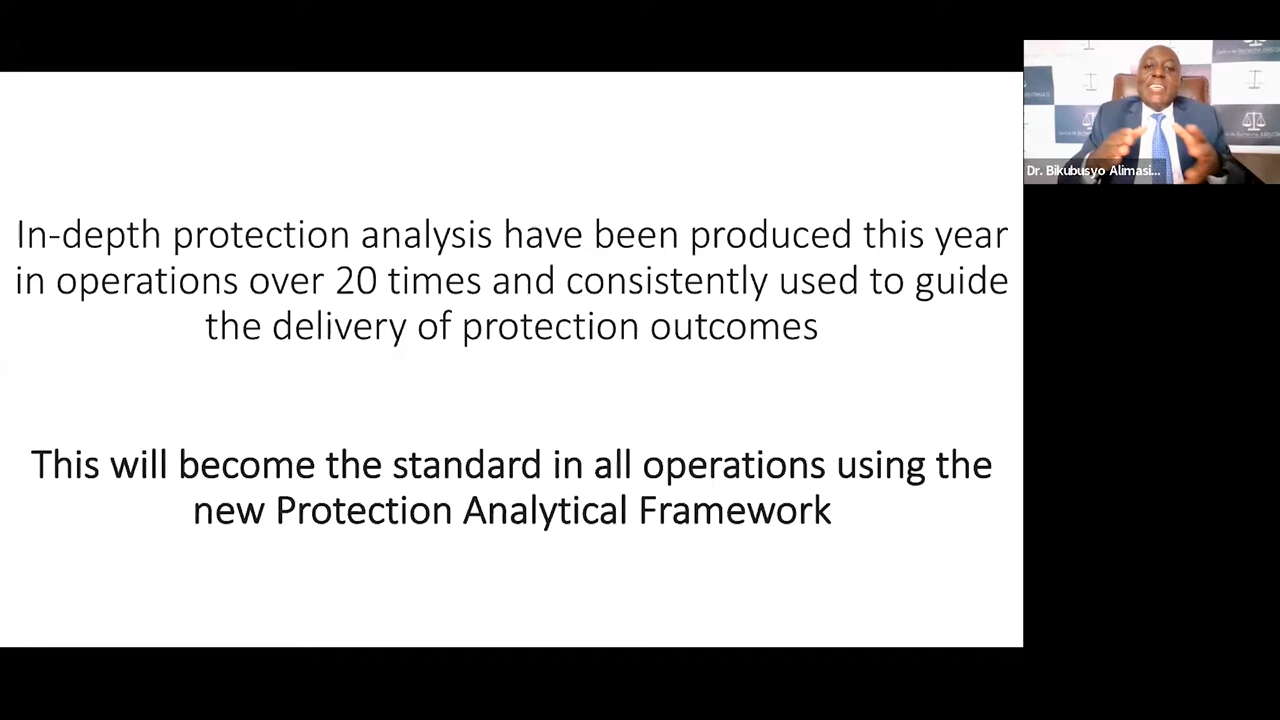 In-depth protection analysis have been produced this year
in operations over 20 times and consistently used to guide
the delivery of protection outcomes
This will become the standard in all operations using the
new Protection Analytical Framework
Dr. Bikubusyo Alimasi...